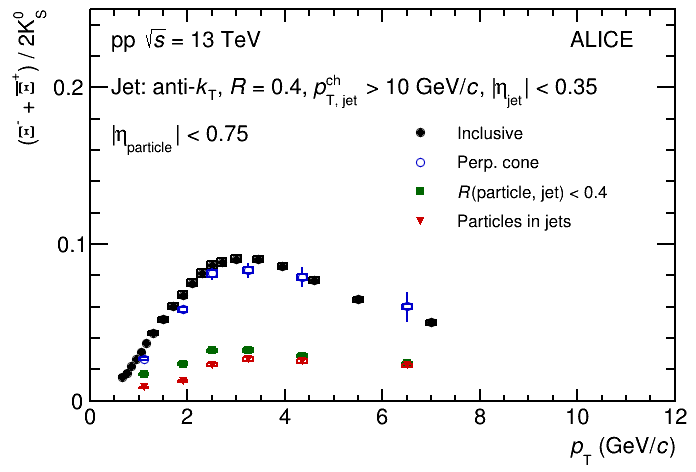 (Ξ⁻ + Ξ̄⁺) / 2K⁰S
pp √s = 13 TeV
ALICE
Jet: anti-kT, R = 0.4, p^ch T, jet > 10 GeV/c, |ηjet| < 0.35
|ηparticle| < 0.75
Inclusive
Perp. cone
R(particle, jet) < 0.4
Particles in jets
0.2
0.1
0
0 2 4 6 8 10 12
pT (GeV/c)